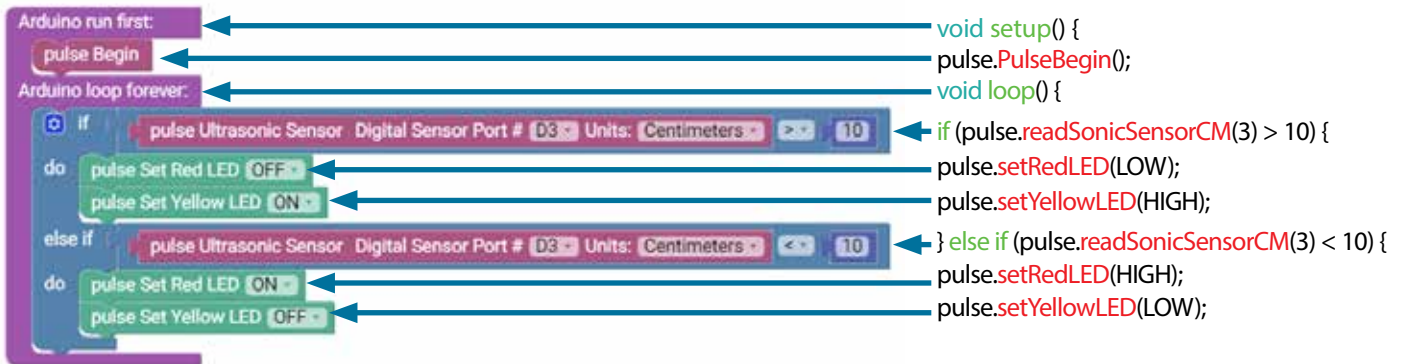 Arduino run first:
void setup() {
pulse Begin
pulse.PulseBegin();
Arduino loop forever:
void loop() {
if pulse Ultrasonic Sensor Digital Sensor Port # D3 Units: Centimeters > 10
if (pulse.readSonicSensorCM(3) > 10) {
do pulse Set Red LED OFF
pulse.setRedLED(LOW);
pulse Set Yellow LED ON
pulse.setYellowLED(HIGH);
else if pulse Ultrasonic Sensor Digital Sensor Port # D3 Units: Centimeters < 10
} else if (pulse.readSonicSensorCM(3) < 10) {
do pulse Set Red LED ON
pulse.setRedLED(HIGH);
pulse Set Yellow LED OFF
pulse.setYellowLED(LOW);